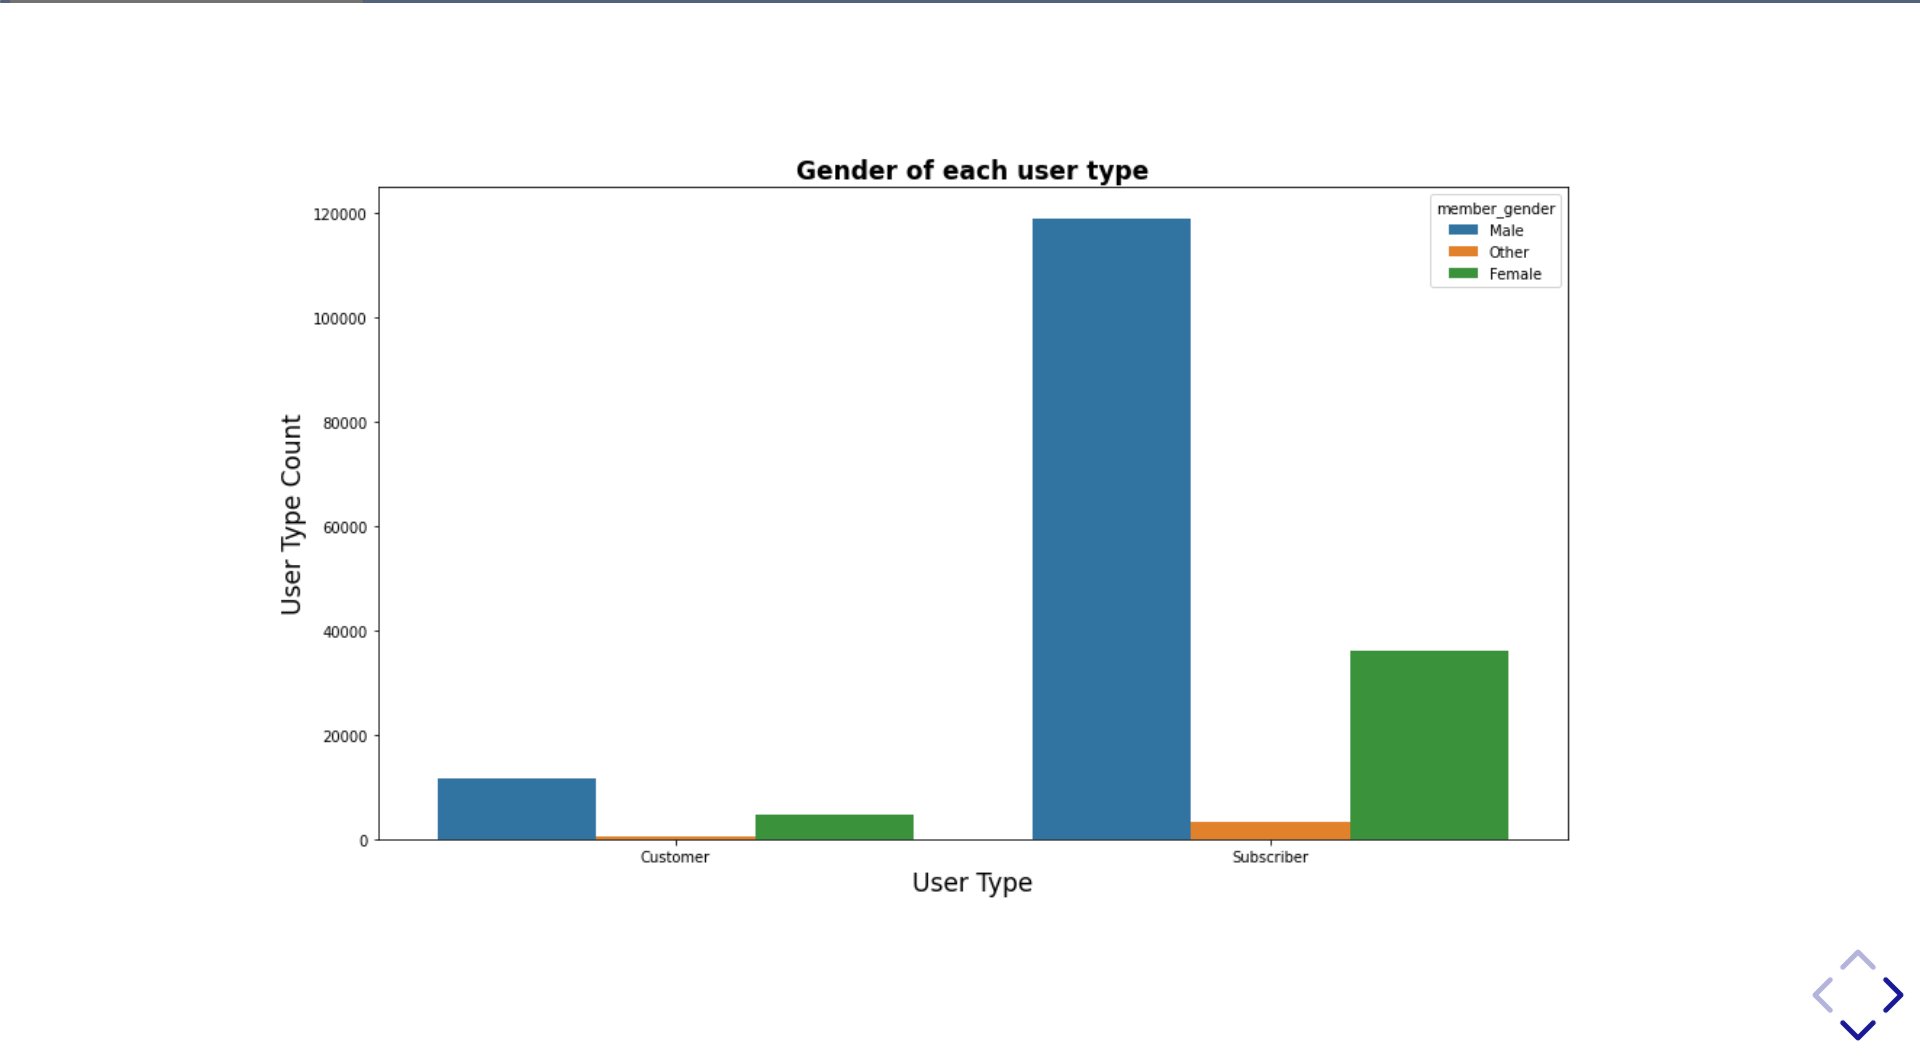 Gender of each user type
member_gender
Male
Other
Female
120000
100000
80000
60000
40000
20000
0
User Type Count
Customer
Subscriber
User Type